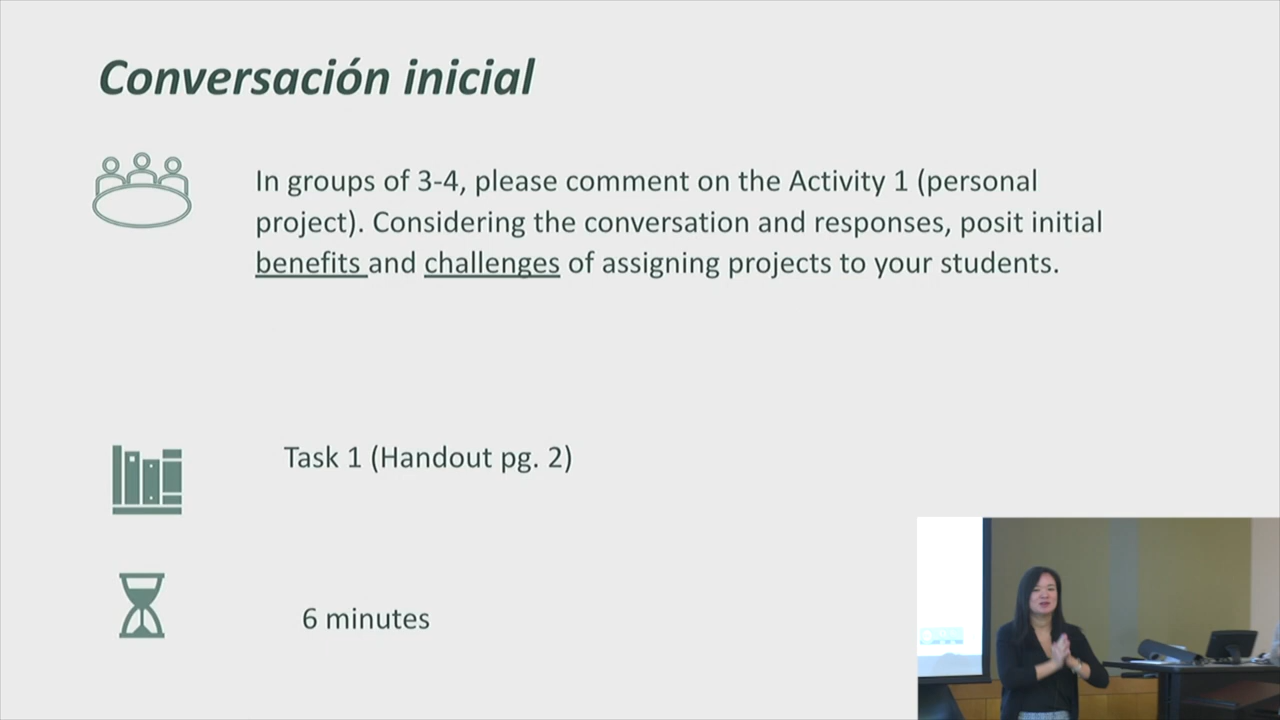 Conversación inicial
In groups of 3-4, please comment on the Activity 1 (personal
project). Considering the conversation and responses, posit initial
benefits and challenges of assigning projects to your students.
Task 1 (Handout pg. 2)
6 minutes